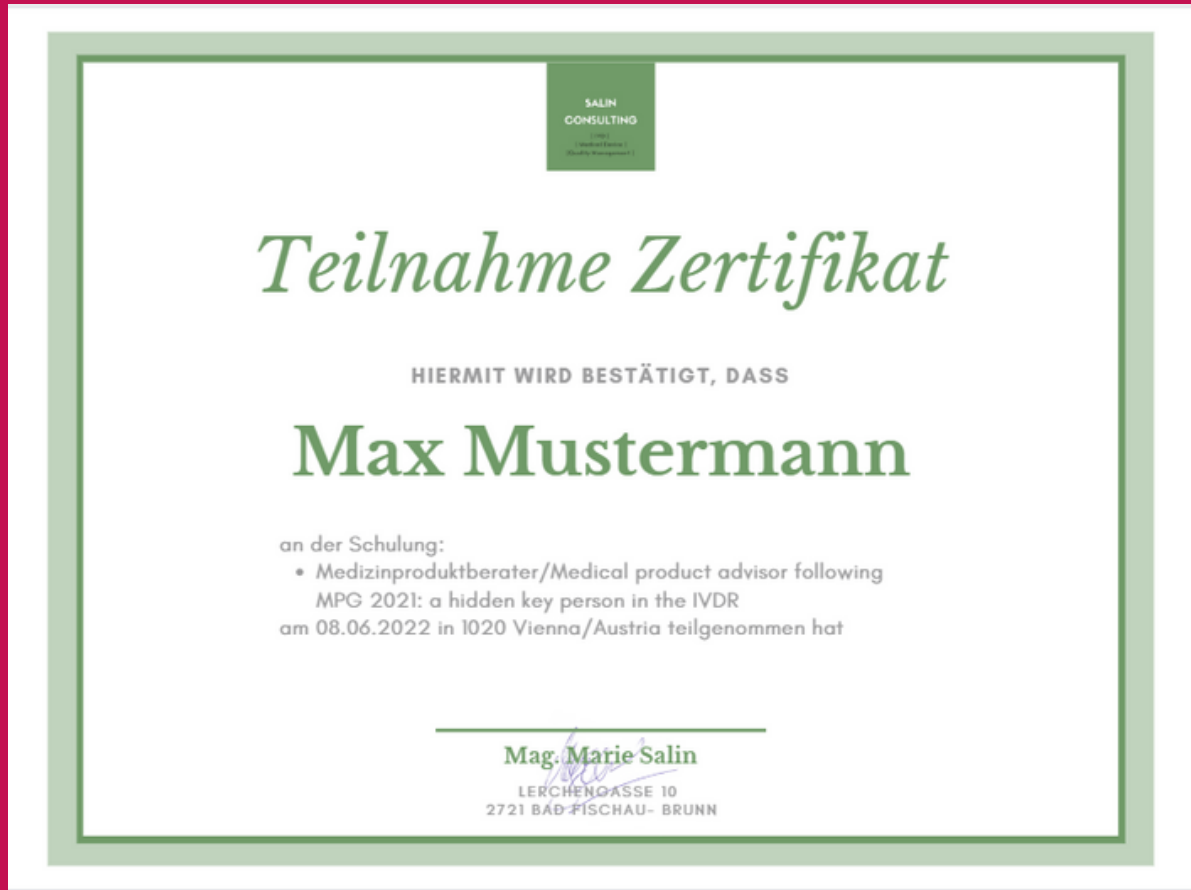 SALIN
CONSULTING
Teilnahme Zertifikat
HIERMIT WIRD BESTÄTIGT, DASS
Max Mustermann
an der Schulung:
• Medizinproduktberater/Medical product advisor following
MPG 2021: a hidden key person in the IVDR
am 08.06.2022 in 1020 Vienna/Austria teilgenommen hat
Mag. Marie Salin
LERCHENGASSE 10
2721 BAD FISCHAU- BRUNN